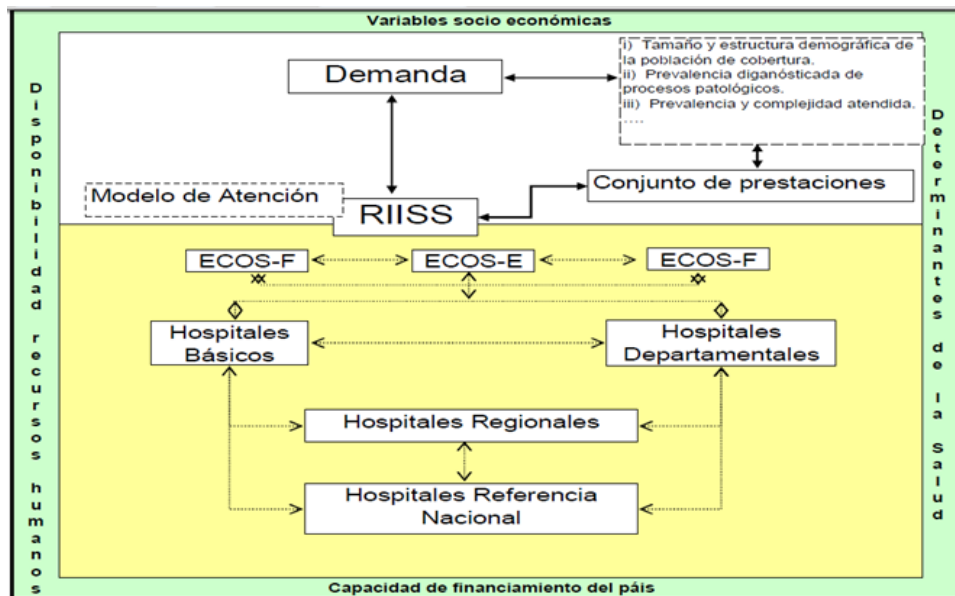 Variables socio económicas
Disponibilidad recursos humanos
Demanda
i) Tamaño y estructura demográfica de
la población de cobertura.
ii) Prevalencia diganósticada de
procesos patológicos.
iii) Prevalencia y complejidad atendida.
....
Determinantes de la Salud
Modelo de Atención
Conjunto de prestaciones
RIISS
ECOS-F
ECOS-E
ECOS-F
Hospitales
Básicos
Hospitales
Departamentales
Hospitales Regionales
Hospitales Referencia
Nacional
Capacidad de financiamiento del páis